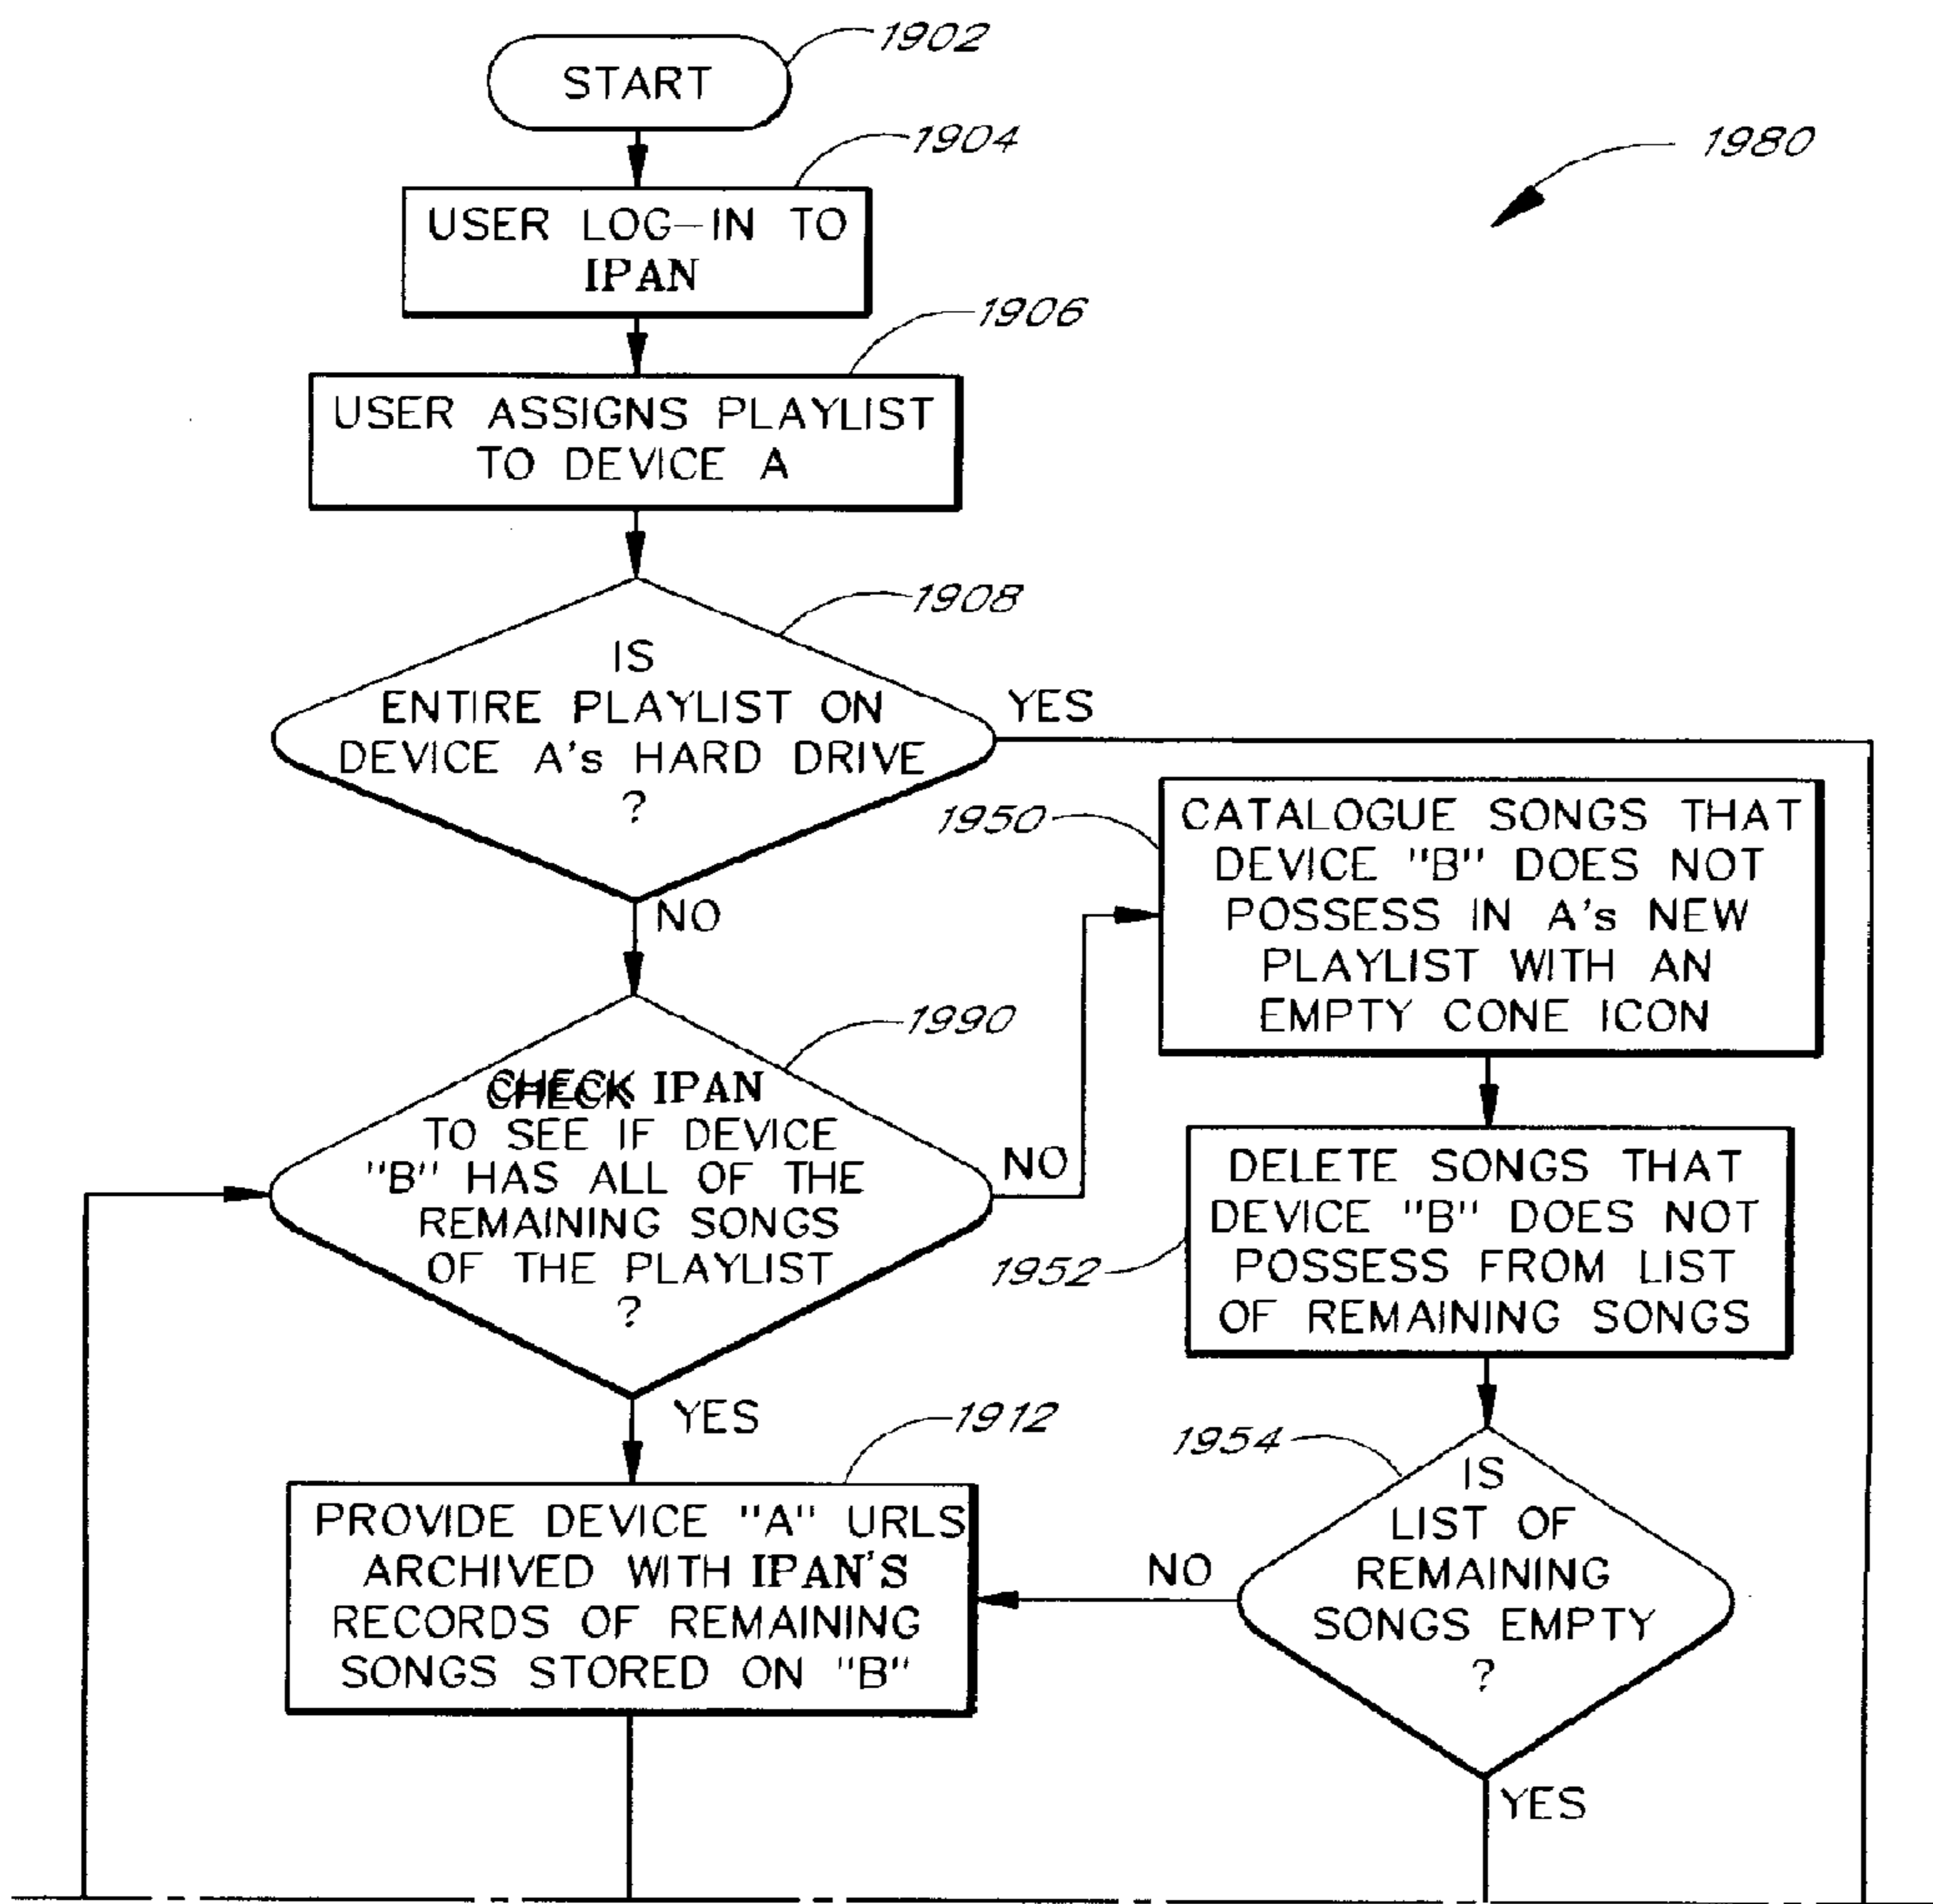 1902
START
1904
1980
USER LOG-IN TO
IPAN
1906
USER ASSIGNS PLAYLIST
TO DEVICE A
1908
IS
ENTIRE PLAYLIST ON
DEVICE A's HARD DRIVE
?
YES
NO
1950
CATALOGUE SONGS THAT
DEVICE "B" DOES NOT
POSSESS IN A's NEW
PLAYLIST WITH AN
EMPTY CONE ICON
1990
CHECK IPAN
TO SEE IF DEVICE
"B" HAS ALL OF THE
REMAINING SONGS
OF THE PLAYLIST
?
NO
YES
1952
DELETE SONGS THAT
DEVICE "B" DOES NOT
POSSESS FROM LIST
OF REMAINING SONGS
1912
PROVIDE DEVICE "A" URLS
ARCHIVED WITH IPAN'S
RECORDS OF REMAINING
SONGS STORED ON "B"
1954
IS
LIST OF
REMAINING
SONGS EMPTY
?
NO
YES